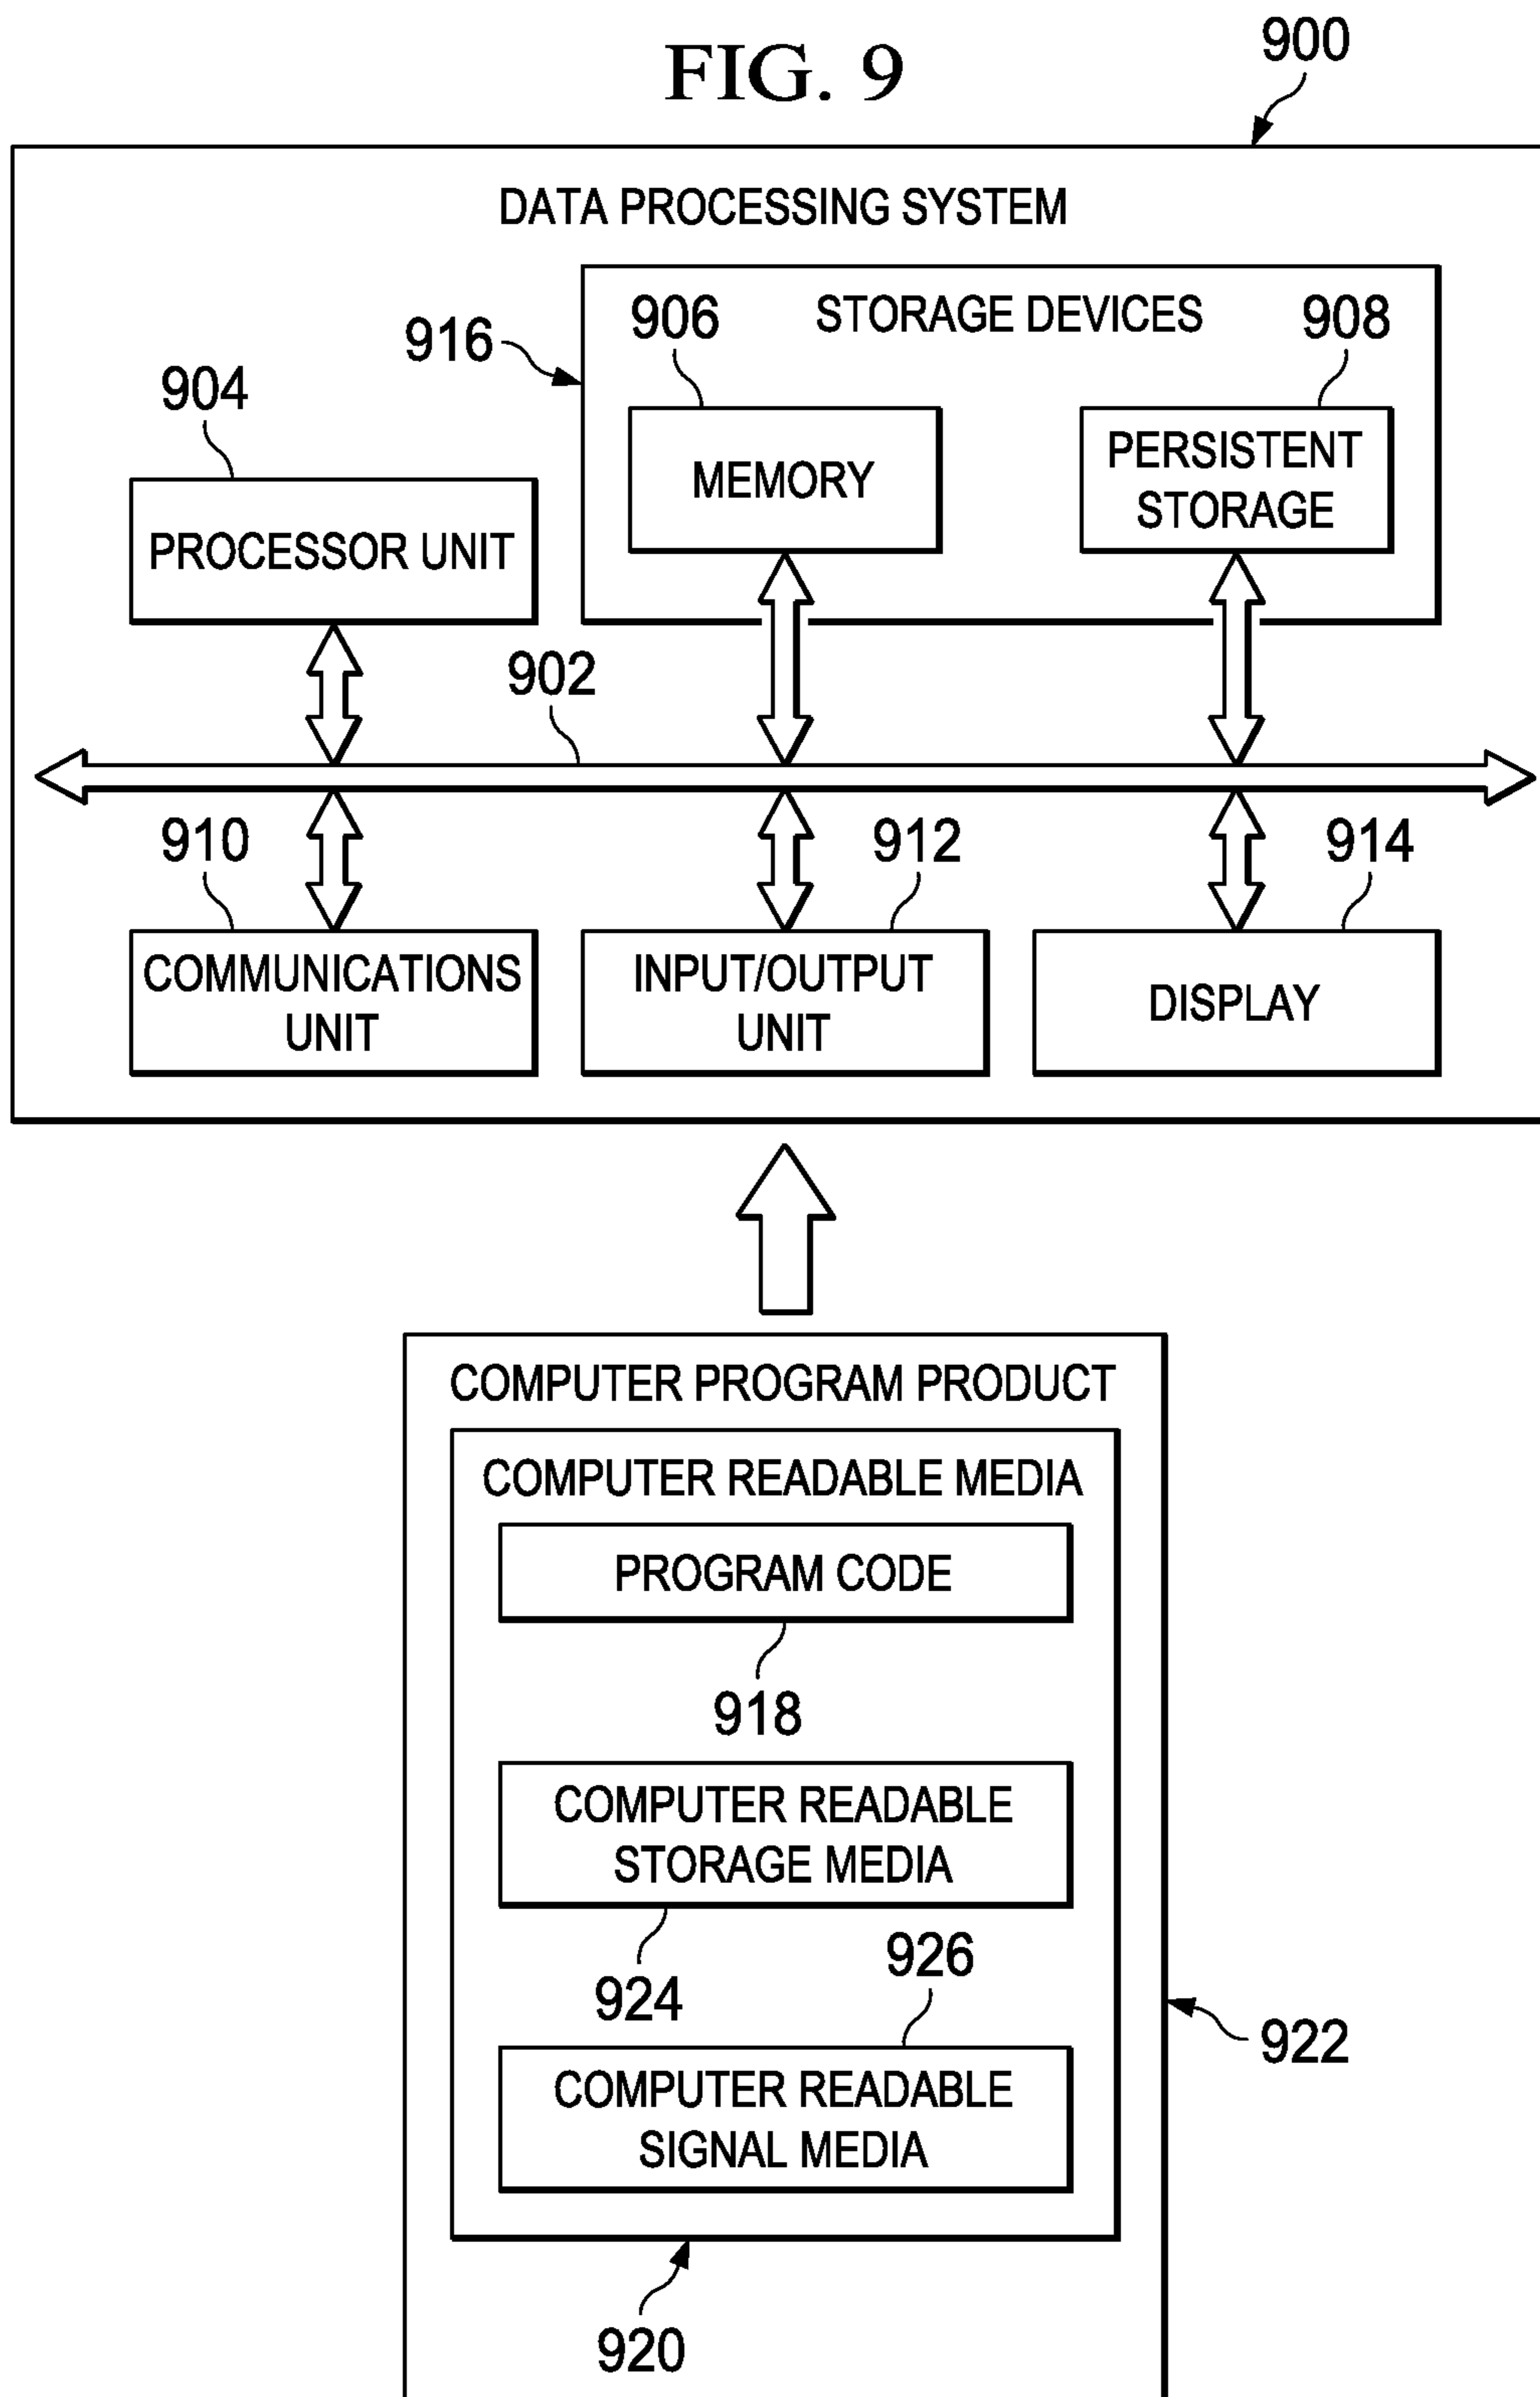 FIG. 9
900
DATA PROCESSING SYSTEM
916
906
STORAGE DEVICES
908
904
MEMORY
PERSISTENT
STORAGE
PROCESSOR UNIT
902
910
912
914
COMMUNICATIONS
UNIT
INPUT/OUTPUT
UNIT
DISPLAY
COMPUTER PROGRAM PRODUCT
COMPUTER READABLE MEDIA
PROGRAM CODE
918
COMPUTER READABLE
STORAGE MEDIA
924
926
922
COMPUTER READABLE
SIGNAL MEDIA
920